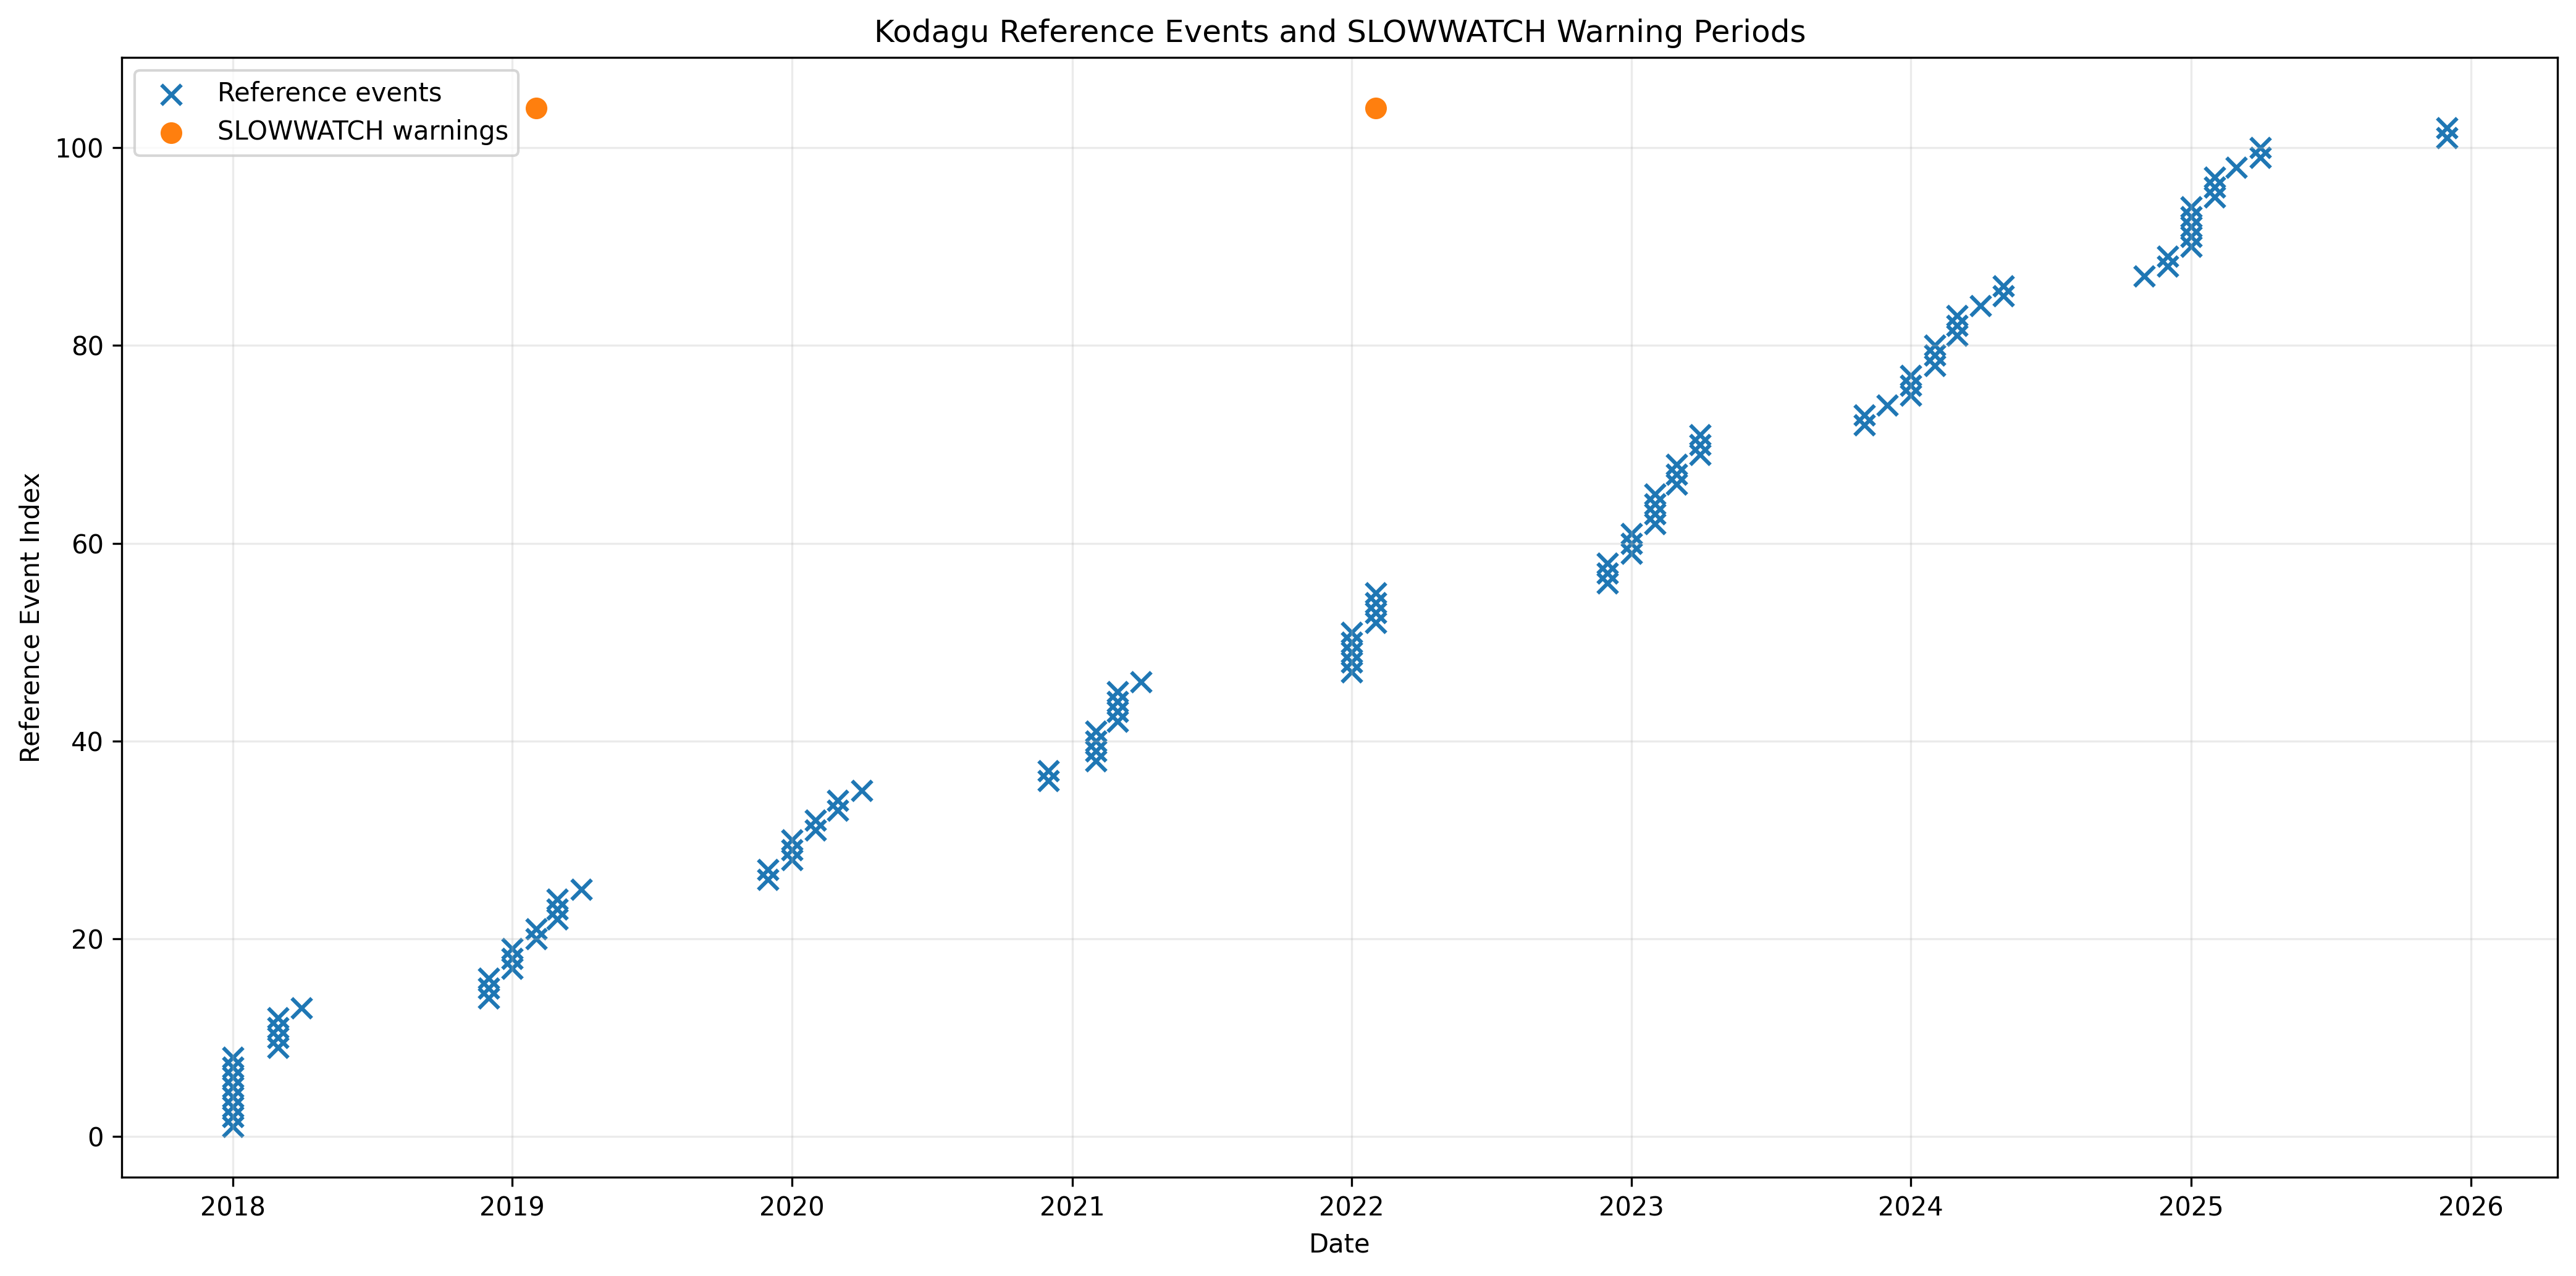 Kodagu Reference Events and SLOWWATCH Warning Periods
Reference events
SLOWWATCH warnings
Reference Event Index
100
80
60
40
20
0
2018 2019 2020 2021 2022 2023 2024 2025 2026
Date